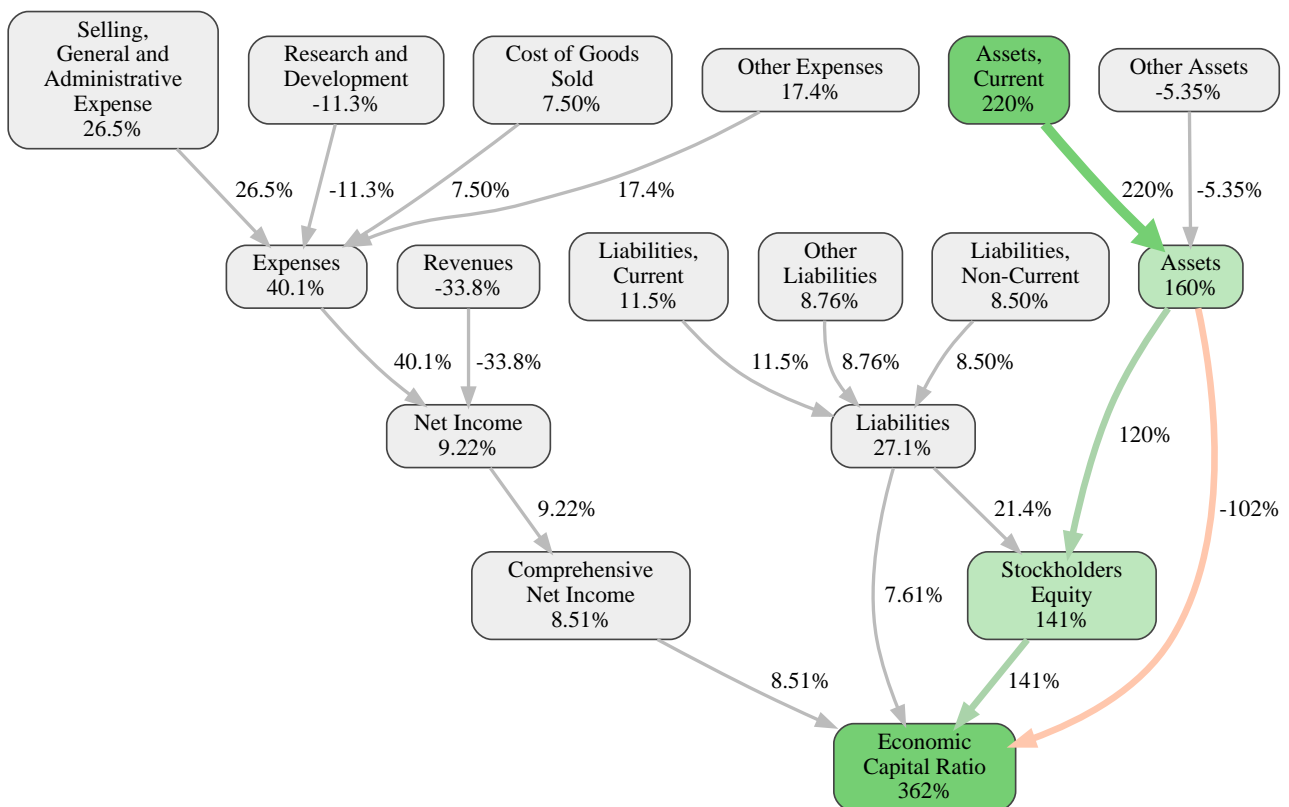 Selling,
General and
Administrative
Expense
26.5%
Research and
Development
-11.3%
Cost of Goods
Sold
7.50%
Other Expenses
17.4%
Assets,
Current
220%
Other Assets
-5.35%
26.5%
-11.3%
7.50%
17.4%
220%
-5.35%
Expenses
40.1%
Revenues
-33.8%
Liabilities,
Current
11.5%
Other
Liabilities
8.76%
Liabilities,
Non-Current
8.50%
Assets
160%
40.1%
-33.8%
11.5%
8.76%
8.50%
Net Income
9.22%
Liabilities
27.1%
120%
9.22%
21.4%
-102%
Comprehensive
Net Income
8.51%
7.61%
Stockholders
Equity
141%
8.51%
141%
Economic
Capital Ratio
362%